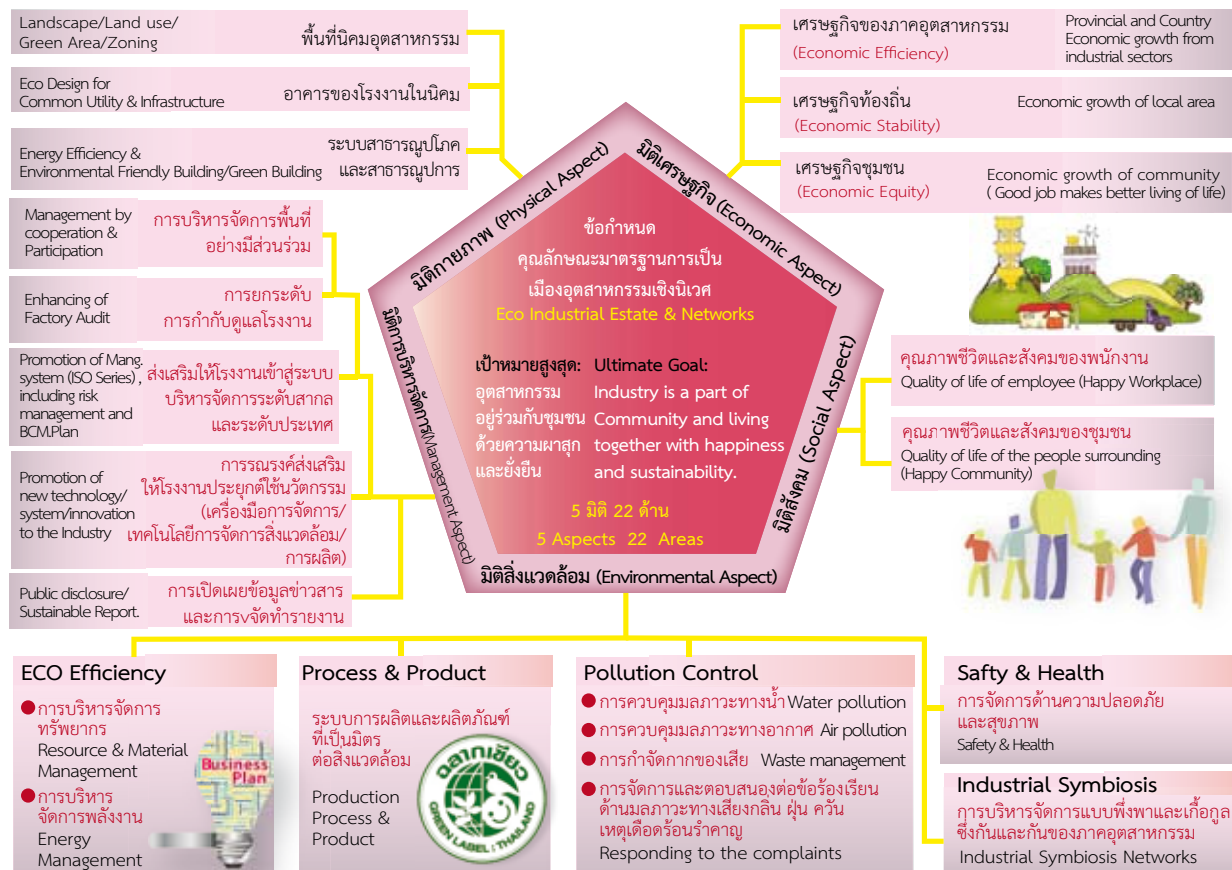 Landscape/Land use/
Green Area/Zoning
พื้นที่นิคมอุตสาหกรรม
Eco Design for
Common Utility & Infrastructure
อาคารของโรงงานในนิคม
Energy Efficiency &
Environmental Friendly Building/Green Building
ระบบสาธารณูปโภค
และสาธารณูปการ
Management by
cooperation &
Participation
การบริหารจัดการพื้นที่
อย่างมีส่วนร่วม
Enhancing of
Factory Audit
การยกระดับ
การกำกับดูแลโรงงาน
Promotion of Mang.
system (ISO Series) ,
including risk
management and
BCM.Plan
ส่งเสริมให้โรงงานเข้าสู่ระบบ
บริหารจัดการระดับสากล
และระดับประเทศ
Promotion of
new technology/
system/innovation
to the Industry
การรณรงค์ส่งเสริม
ให้โรงงานประยุกต์ใช้นวัตกรรม
(เครื่องมือการจัดการ/
เทคโนโลยีการจัดการสิ่งแวดล้อม/
การผลิต)
Public disclosure/
Sustainable Report.
การเปิดเผยข้อมูลข่าวสาร
และการvจัดทำรายงาน
มิติกายภาพ (Physical Aspect)
มิติเศรษฐกิจ (Economic Aspect)
มิติการบริหารจัดการ(Management Aspect)
มิติสังคม (Social Aspect)
มิติสิ่งแวดล้อม (Environmental Aspect)
ข้อกำหนด
คุณลักษณะมาตรฐานการเป็น
เมืองอุตสาหกรรมเชิงนิเวศ
Eco Industrial Estate & Networks
เป้าหมายสูงสุด:
อุตสาหกรรม
อยู่ร่วมกับชุมชน
ด้วยความผาสุก
และยั่งยืน
Ultimate Goal:
Industry is a part of
Community and living
together with happiness
and sustainability.
5 มิติ 22 ด้าน
5 Aspects 22 Areas
เศรษฐกิจของภาคอุตสาหกรรม
(Economic Efficiency)
Provincial and Country
Economic growth from
industrial sectors
เศรษฐกิจท้องถิ่น
(Economic Stability)
Economic growth of local area
เศรษฐกิจชุมชน
(Economic Equity)
Economic growth of community
( Good job makes better living of life)
คุณภาพชีวิตและสังคมของพนักงาน
Quality of life of employee (Happy Workplace)
คุณภาพชีวิตและสังคมของชุมชน
Quality of life of the people surrounding
(Happy Community)
ECO Efficiency
การบริหารจัดการ
ทรัพยากร
Resource & Material
Management
การบริหาร
จัดการพลังงาน
Energy
Management
Business
Plan
Process & Product
ระบบการผลิตและผลิตภัณฑ์
ที่เป็นมิตร
ต่อสิ่งแวดล้อม
Production
Process &
Product
ฉลากเขียว
GREEN LABEL : THAILAND
Pollution Control
การควบคุมมลภาวะทางน้ำ Water pollution
การควบคุมมลภาวะทางอากาศ Air pollution
การกำจัดกากของเสีย Waste management
การจัดการและตอบสนองต่อข้อร้องเรียน
ด้านมลภาวะทางเสียงกลิ่น ฝุ่น ควัน
เหตุเดือดร้อนรำคาญ
Responding to the complaints
Safty & Health
การจัดการด้านความปลอดภัย
และสุขภาพ
Safety & Health
Industrial Symbiosis
การบริหารจัดการแบบพึ่งพาและเกื้อกูล
ซึ่งกันและกันของภาคอุตสาหกรรม
Industrial Symbiosis Networks